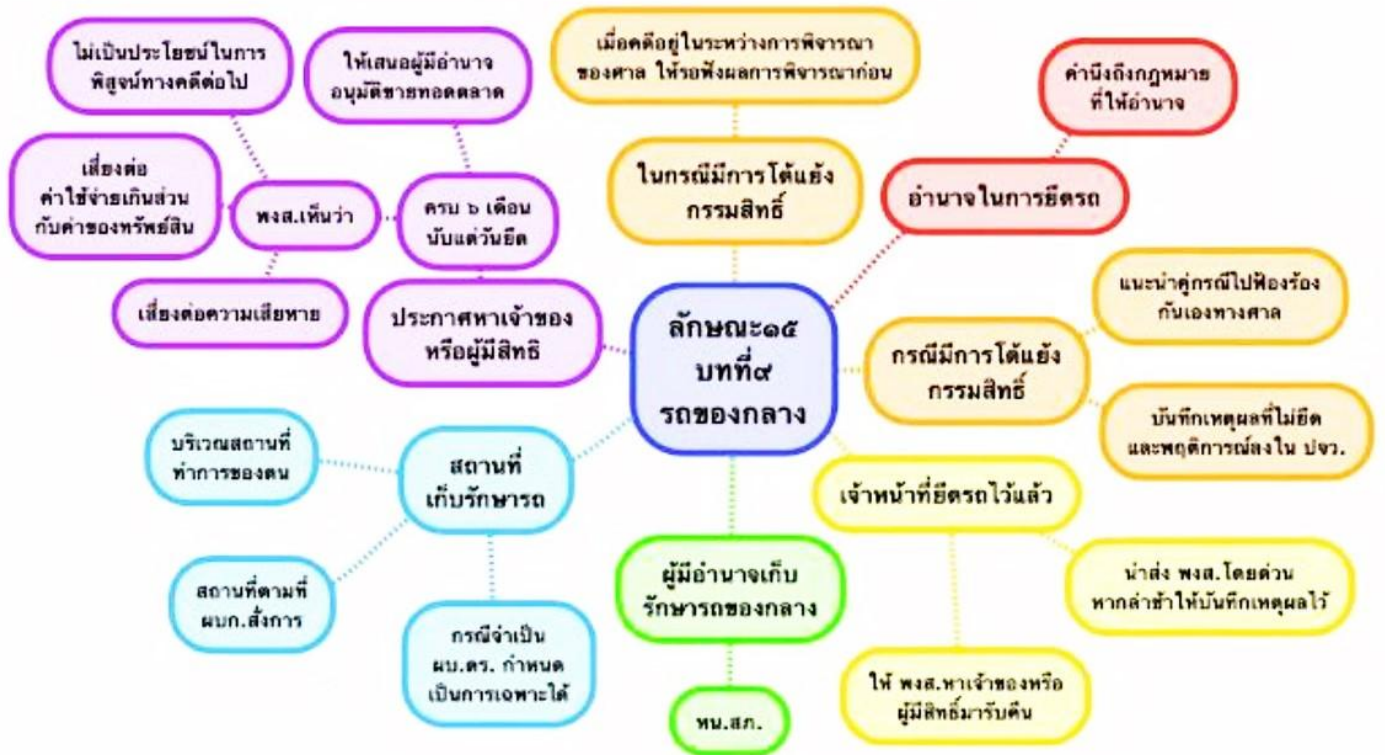 ไม่เป็นประโยชน์ในการ
พิสูจน์ทางคดีต่อไป
ให้เสนอผู้มีอำนาจ
อนุมัติขายทอดตลาด
เมื่อคดีอยู่ในระหว่างการพิจารณา
ของศาล ให้รอฟังผลการพิจารณาก่อน
คำนึงถึงกฎหมาย
ที่ให้อำนาจ
เสี่ยงต่อ
ค่าใช้จ่ายเกินส่วน
กับค่าของทรัพย์สิน
พงส.เห็นว่า
ครบ ๖ เดือน
นับแต่วันยึด
ในกรณีมีการโต้แย้ง
กรรมสิทธิ์
อำนาจในการยึดรถ
เสี่ยงต่อความเสียหาย
ประกาศหาเจ้าของ
หรือผู้มีสิทธิ
ลักษณะ๑๕
บทที่๙
รถของกลาง
กรณีมีการโต้แย้ง
กรรมสิทธิ์
แนะนำคู่กรณีไปฟ้องร้อง
กันเองทางศาล
บันทึกเหตุผลที่ไม่ยึด
และพฤติการณ์ลงใน ปจว.
บริเวณสถานที่
ทำการของตน
สถานที่
เก็บรักษารถ
เจ้าหน้าที่ยึดรถไว้แล้ว
สถานที่ตามที่
ผบก.สั่งการ
กรณีจำเป็น
ผบ.ตร. กำหนด
เป็นการเฉพาะได้
ผู้มีอำนาจเก็บ
รักษารถของกลาง
หน.สภ.
นำส่ง พงส.โดยด่วน
หากล่าช้าให้บันทึกเหตุผลไว้
ให้ พงส.หาเจ้าของหรือ
ผู้มีสิทธิ์มารับคืน